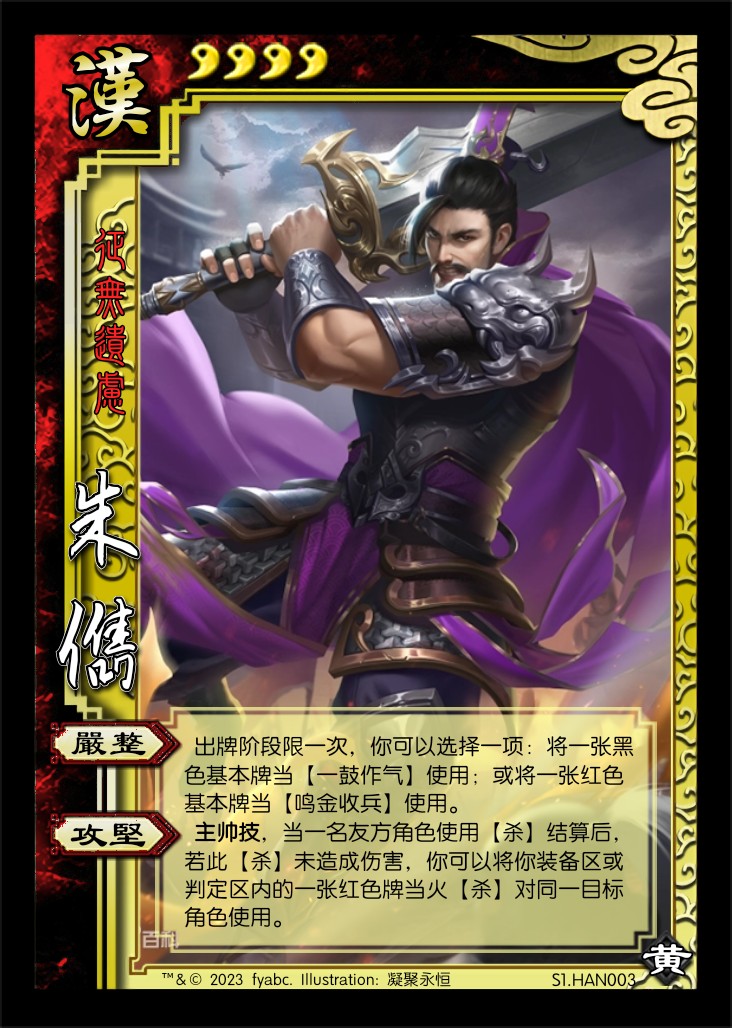 漢
征無遺慮
朱儁
嚴整
出牌阶段限一次，你可以选择一项：将一张黑
色基本牌当【一鼓作气】使用；或将一张红色
基本牌当【鸣金收兵】使用。
攻堅
主帅技，当一名友方角色使用【杀】结算后，
若此【杀】未造成伤害，你可以将你装备区或
判定区内的一张红色牌当火【杀】对同一目标
角色使用。
百科
黄
™&© 2023 fyabc. Illustration: 凝聚永恒
S1.HAN003